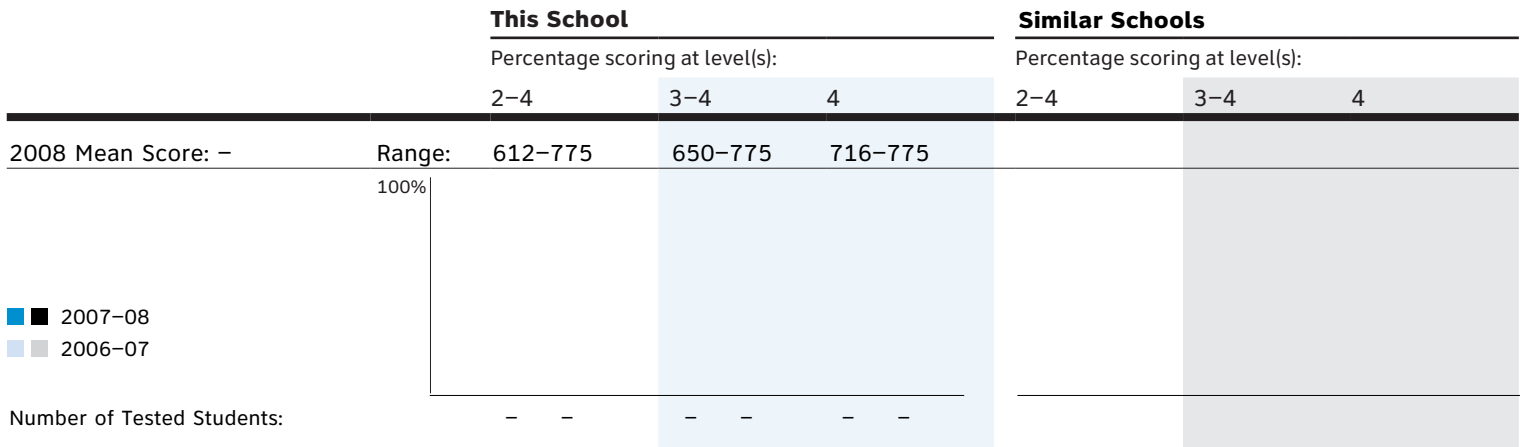 This School Similar Schools
Percentage scoring at level(s): Percentage scoring at level(s):
2–4 3–4 4 2–4 3–4 4
2008 Mean Score: – Range: 612–775 650–775 716–775
100%
2007–08
2006–07
Number of Tested Students: – – – – – –